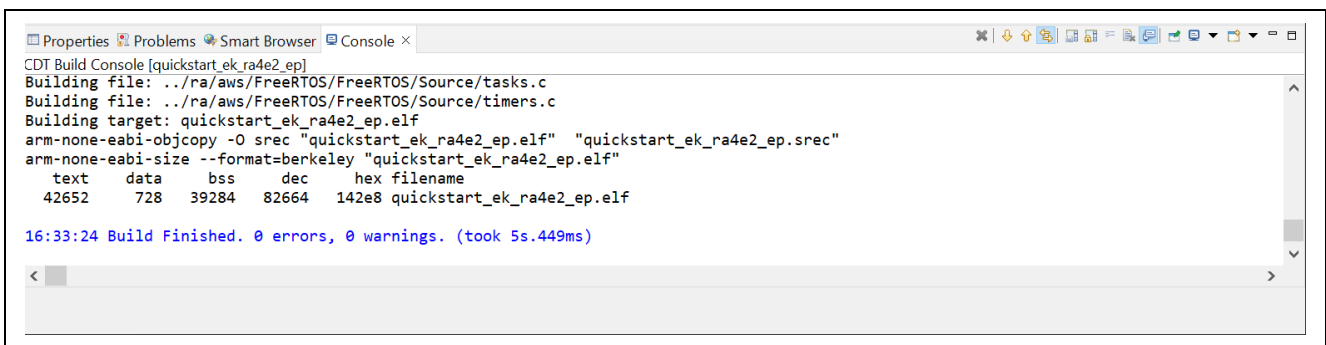 Properties Problems Smart Browser Console ×
CDT Build Console [quickstart_ek_ra4e2_ep]
Building file: ../ra/aws/FreeRTOS/FreeRTOS/Source/tasks.c
Building file: ../ra/aws/FreeRTOS/FreeRTOS/Source/timers.c
Building target: quickstart_ek_ra4e2_ep.elf
arm-none-eabi-objcopy -O srec "quickstart_ek_ra4e2_ep.elf"  "quickstart_ek_ra4e2_ep.srec"
arm-none-eabi-size --format=berkeley "quickstart_ek_ra4e2_ep.elf"
   text    data     bss     dec     hex filename
  42652     728   39284   82664   142e8 quickstart_ek_ra4e2_ep.elf
16:33:24 Build Finished. 0 errors, 0 warnings. (took 5s.449ms)